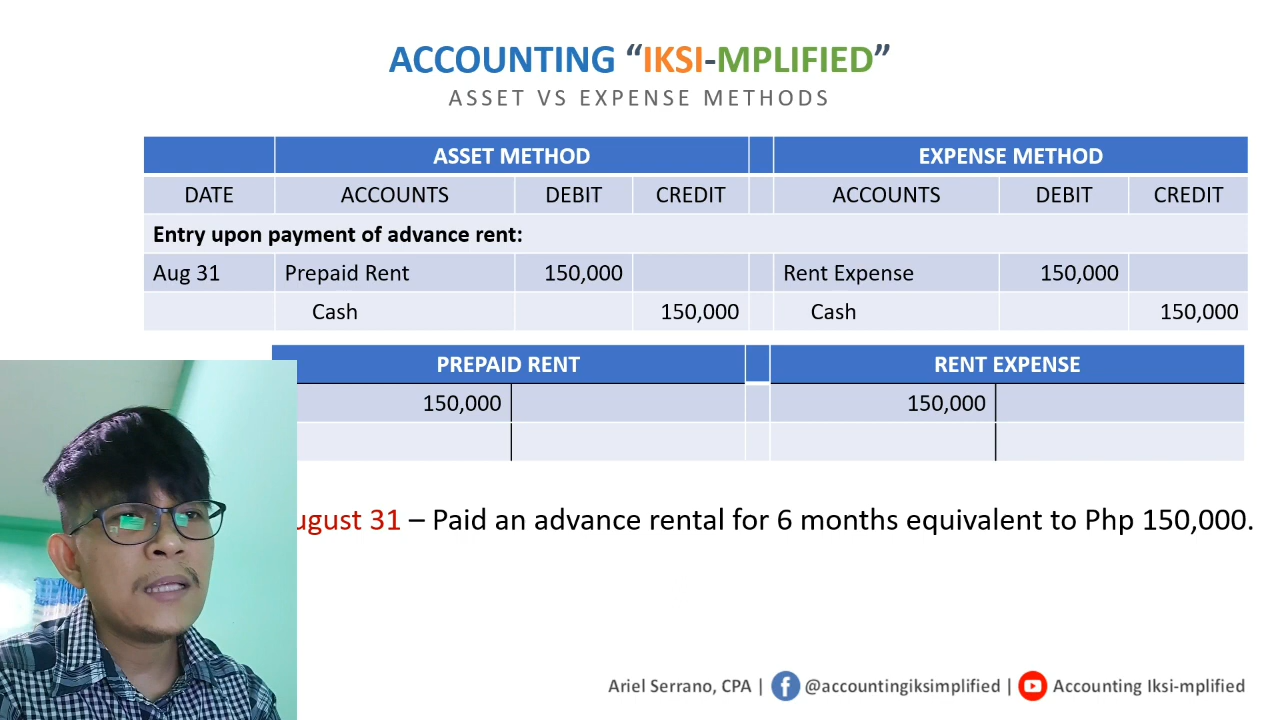 ACCOUNTING “IKSI-MPLIFIED”
ASSET VS EXPENSE METHODS
ASSET METHOD EXPENSE METHOD
DATE ACCOUNTS DEBIT CREDIT ACCOUNTS DEBIT CREDIT
Entry upon payment of advance rent:
Aug 31 Prepaid Rent 150,000 Rent Expense 150,000
Cash 150,000 Cash 150,000
PREPAID RENT RENT EXPENSE
150,000 150,000
ugust 31 – Paid an advance rental for 6 months equivalent to Php 150,000.
Ariel Serrano, CPA | @accountingiksimplified | Accounting Iksi-mplified